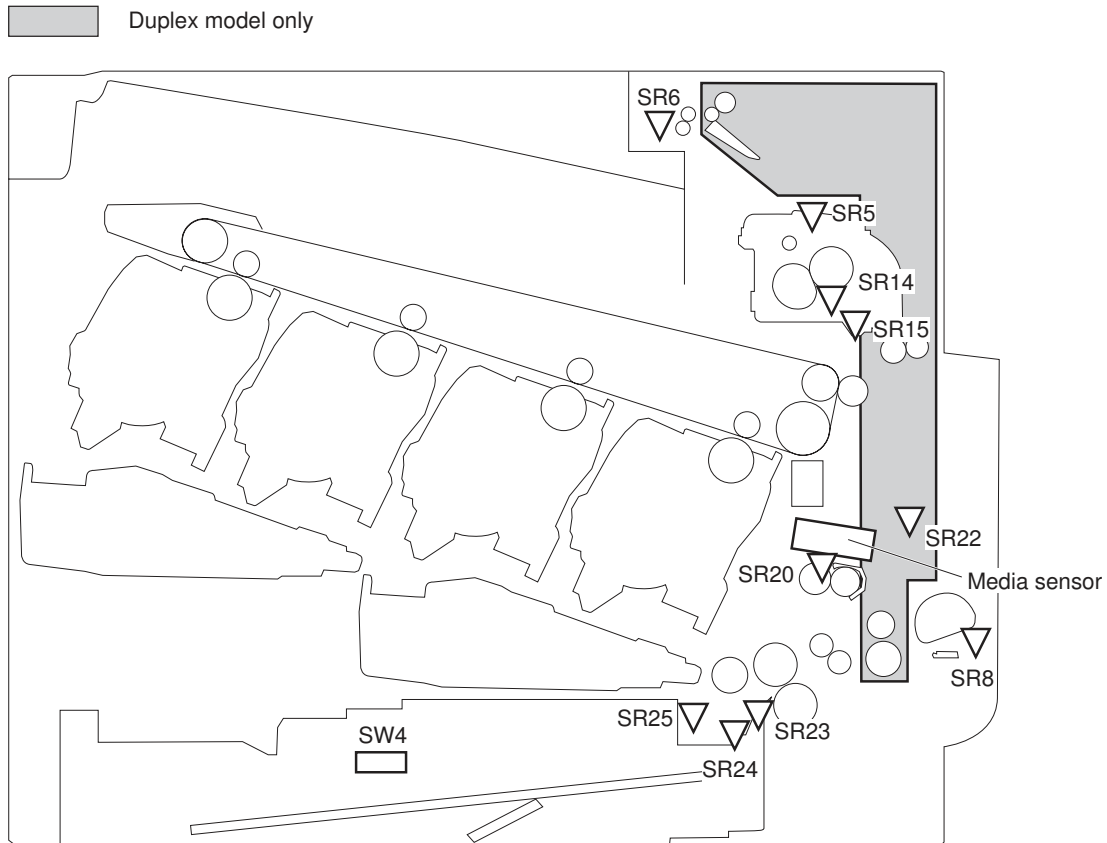 Duplex model only
SR6
SR5
SR14
SR15
SR22
SR20
Media sensor
SR8
SR25
SR23
SW4
SR24